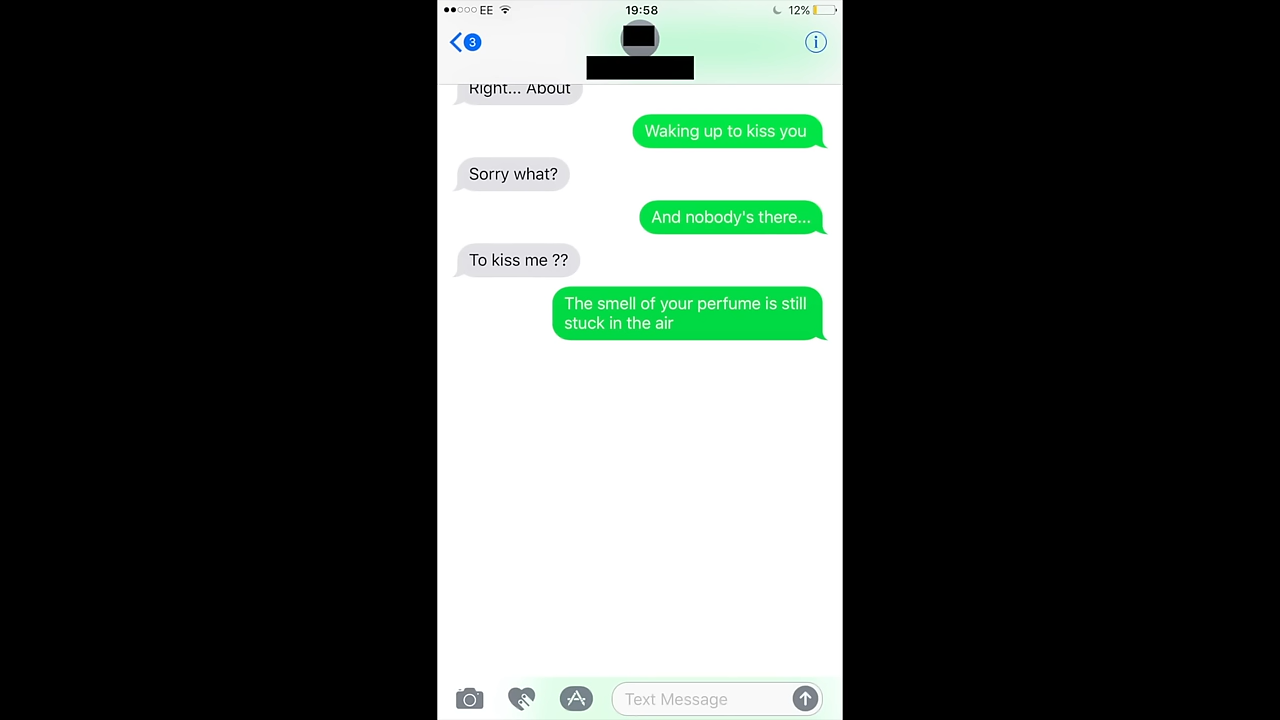 EE 19:58 12%
3
Right... About
Waking up to kiss you
Sorry what?
And nobody's there...
To kiss me ??
The smell of your perfume is still
stuck in the air
Text Message